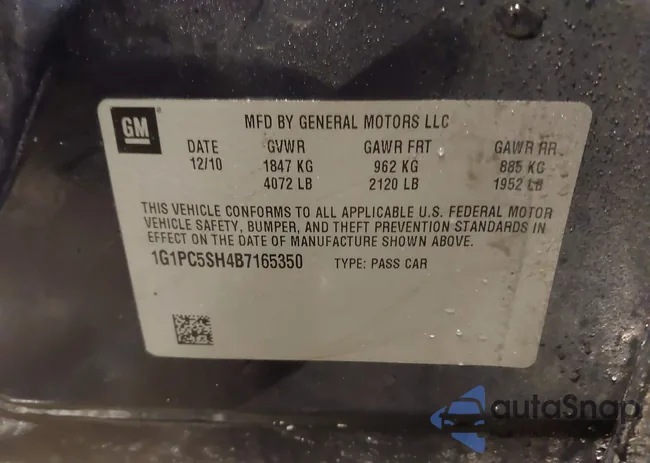 GM
MFD BY GENERAL MOTORS LLC
DATE GVWR GAWR FRT GAWR RR
12/10 1847 KG 962 KG 885 KG
4072 LB 2120 LB 1952 LB
THIS VEHICLE CONFORMS TO ALL APPLICABLE U.S. FEDERAL MOTOR
VEHICLE SAFETY, BUMPER, AND THEFT PREVENTION STANDARDS IN
EFFECT ON THE DATE OF MANUFACTURE SHOWN ABOVE.
1G1PC5SH4B7165350 TYPE: PASS CAR
autoSnap